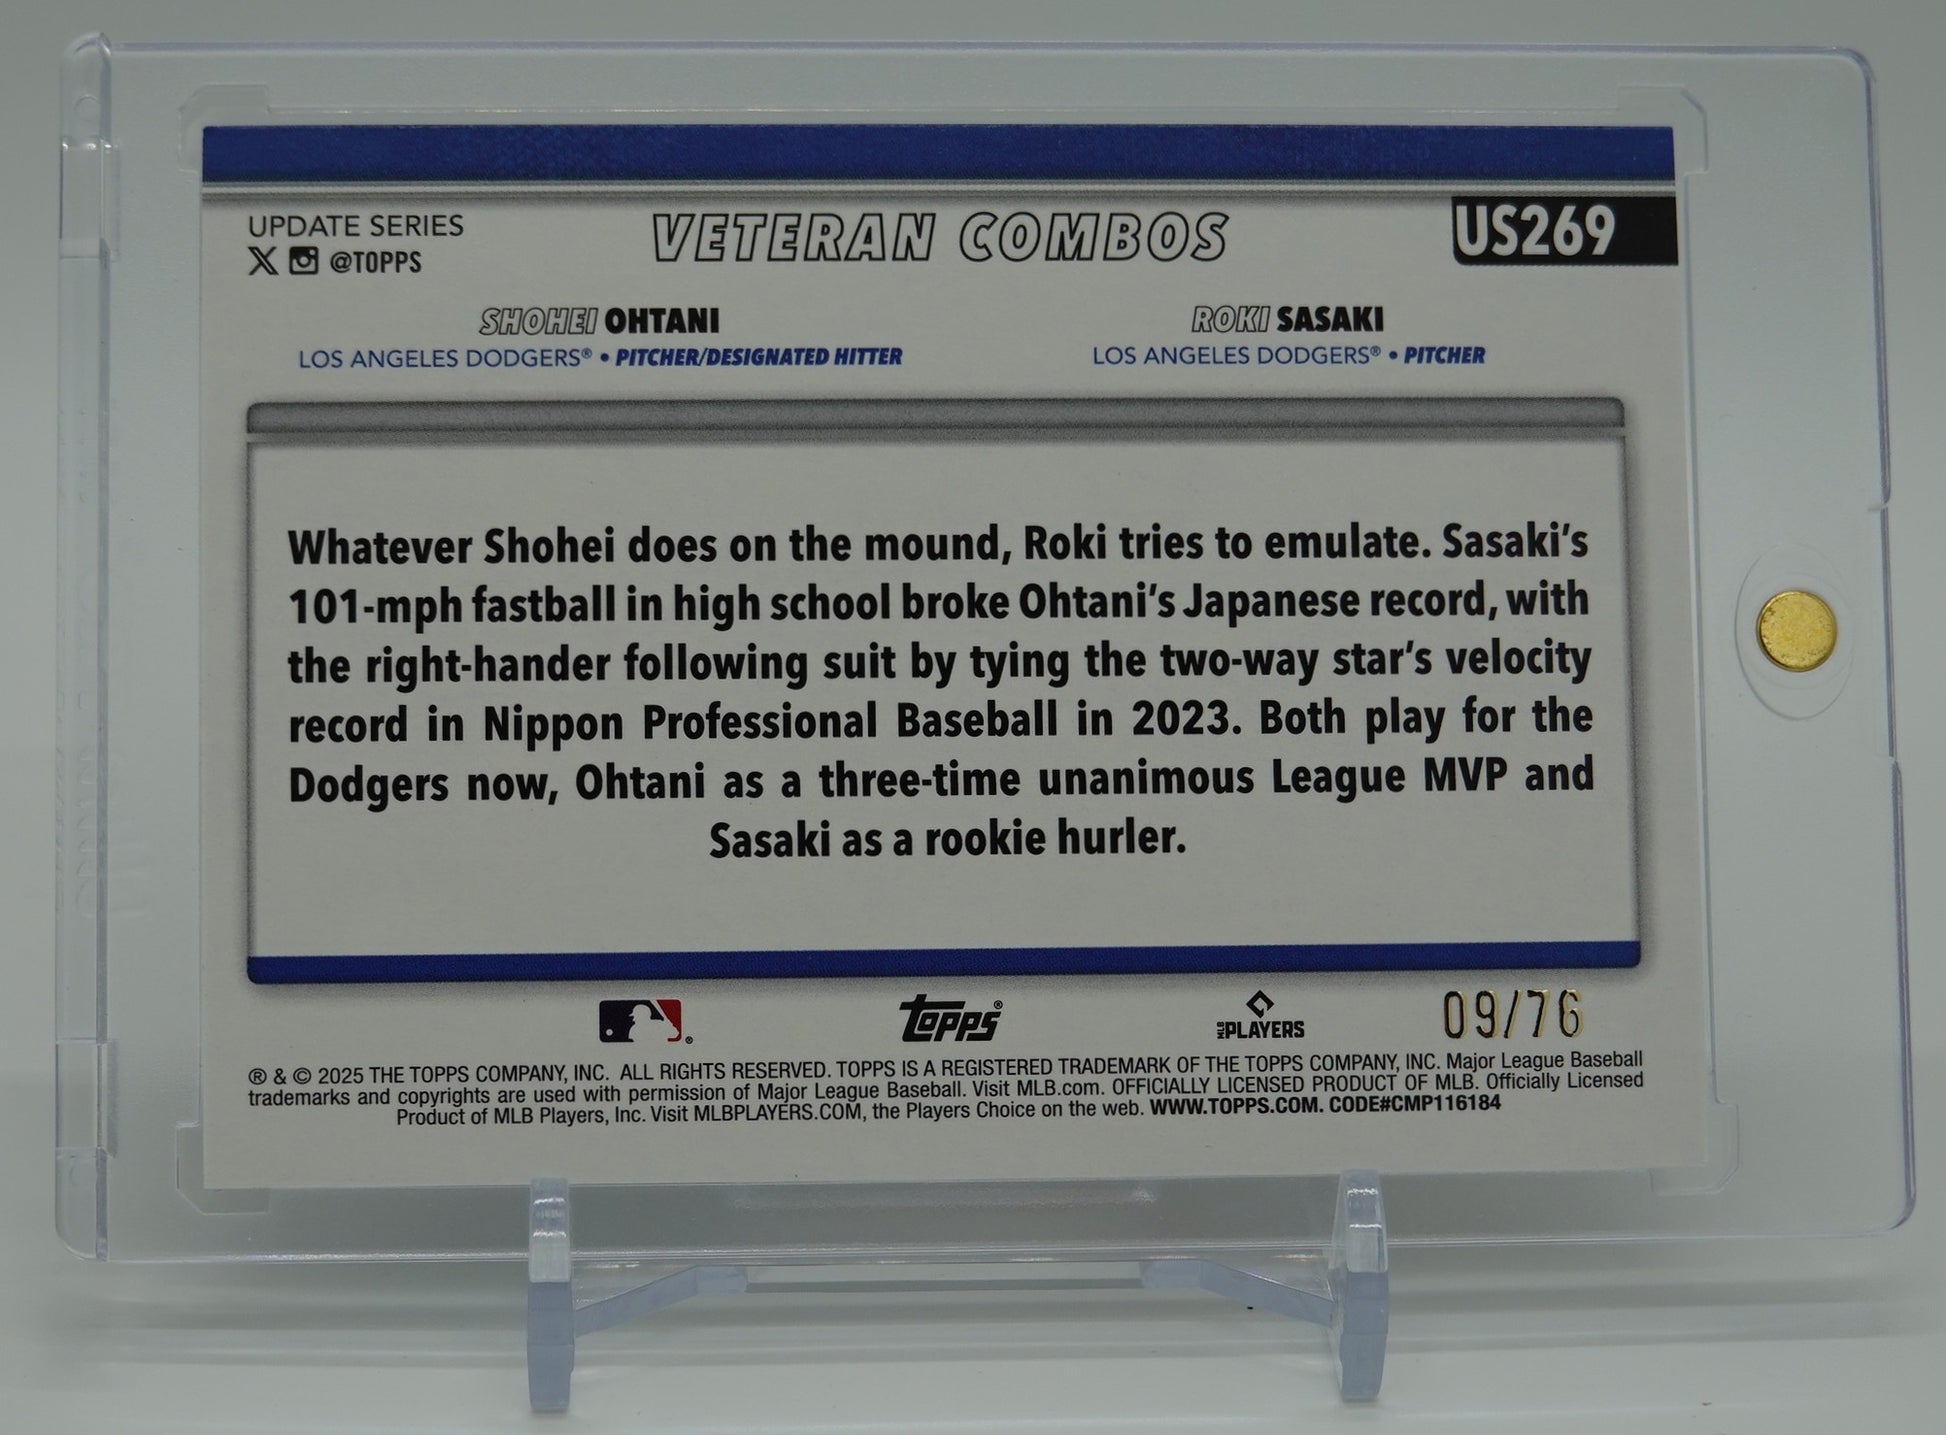 UPDATE SERIES
@TOPPS
VETERAN COMBOS
US269
SHOHEI OHTANI
LOS ANGELES DODGERS® • PITCHER/DESIGNATED HITTER
ROKI SASAKI
LOS ANGELES DODGERS® • PITCHER
Whatever Shohei does on the mound, Roki tries to emulate. Sasaki's
101-mph fastball in high school broke Ohtani's Japanese record, with
the right-hander following suit by tying the two-way star's velocity
record in Nippon Professional Baseball in 2023. Both play for the
Dodgers now, Ohtani as a three-time unanimous League MVP and
Sasaki as a rookie hurler.
topps®
MLB PLAYERS
09/76
® & © 2025 THE TOPPS COMPANY, INC. ALL RIGHTS RESERVED. TOPPS IS A REGISTERED TRADEMARK OF THE TOPPS COMPANY, INC. Major League Baseball
trademarks and copyrights are used with permission of Major League Baseball. Visit MLB.com. OFFICIALLY LICENSED PRODUCT OF MLB. Officially Licensed
Product of MLB Players, Inc. Visit MLBPLAYERS.COM, the Players Choice on the web. WWW.TOPPS.COM. CODE#CMP116184